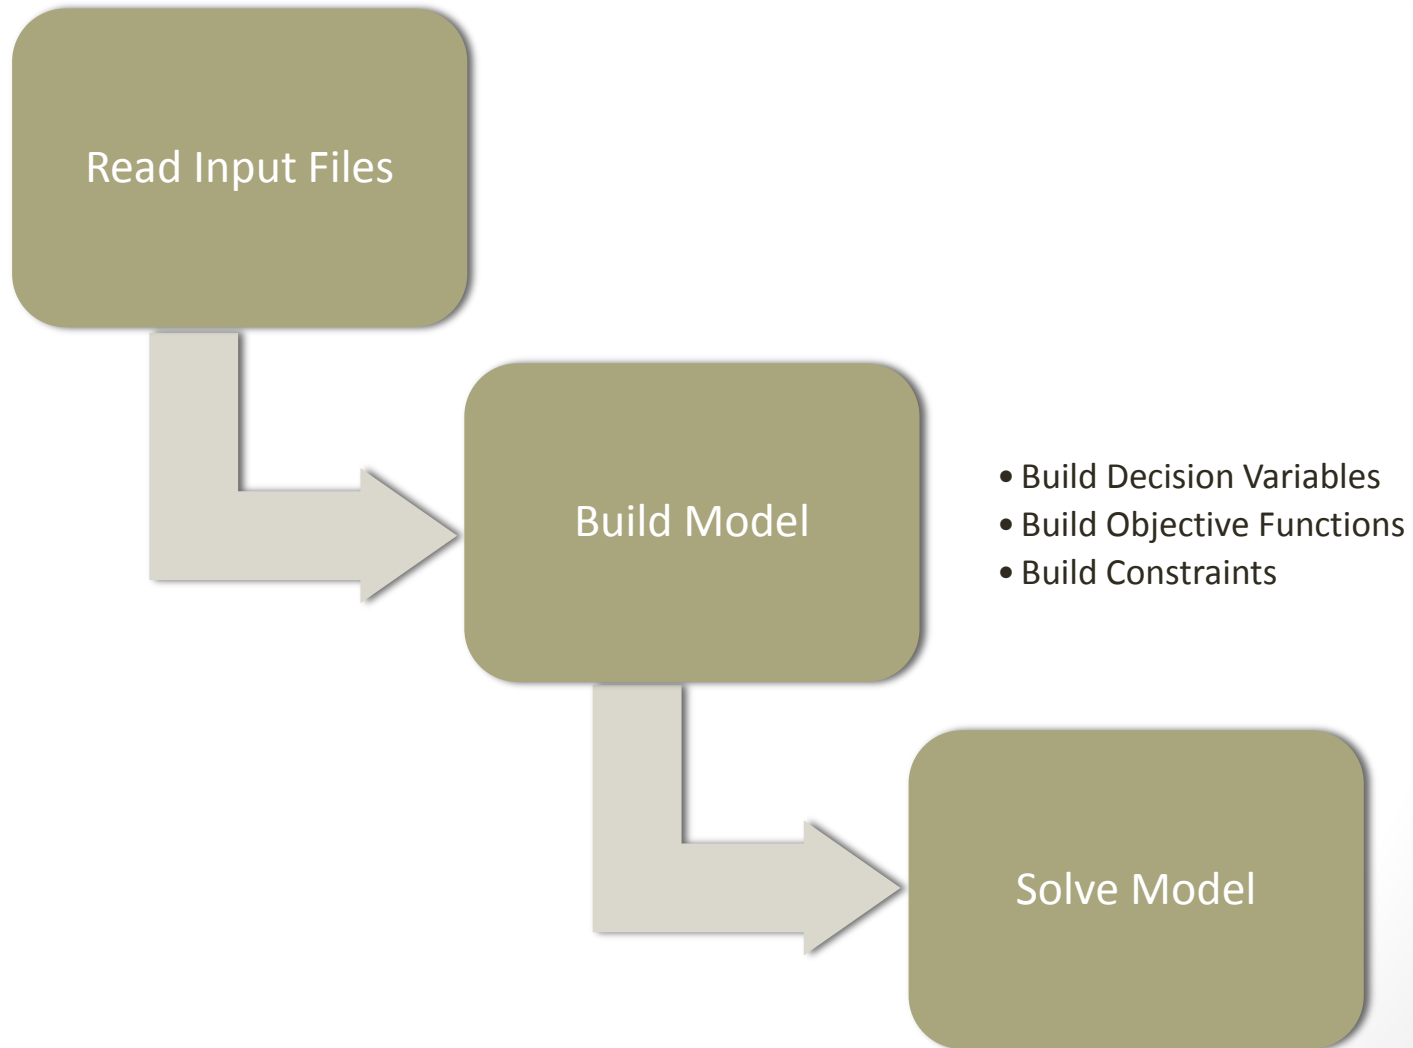 Read Input Files
Build Model
• Build Decision Variables
• Build Objective Functions
• Build Constraints
Solve Model